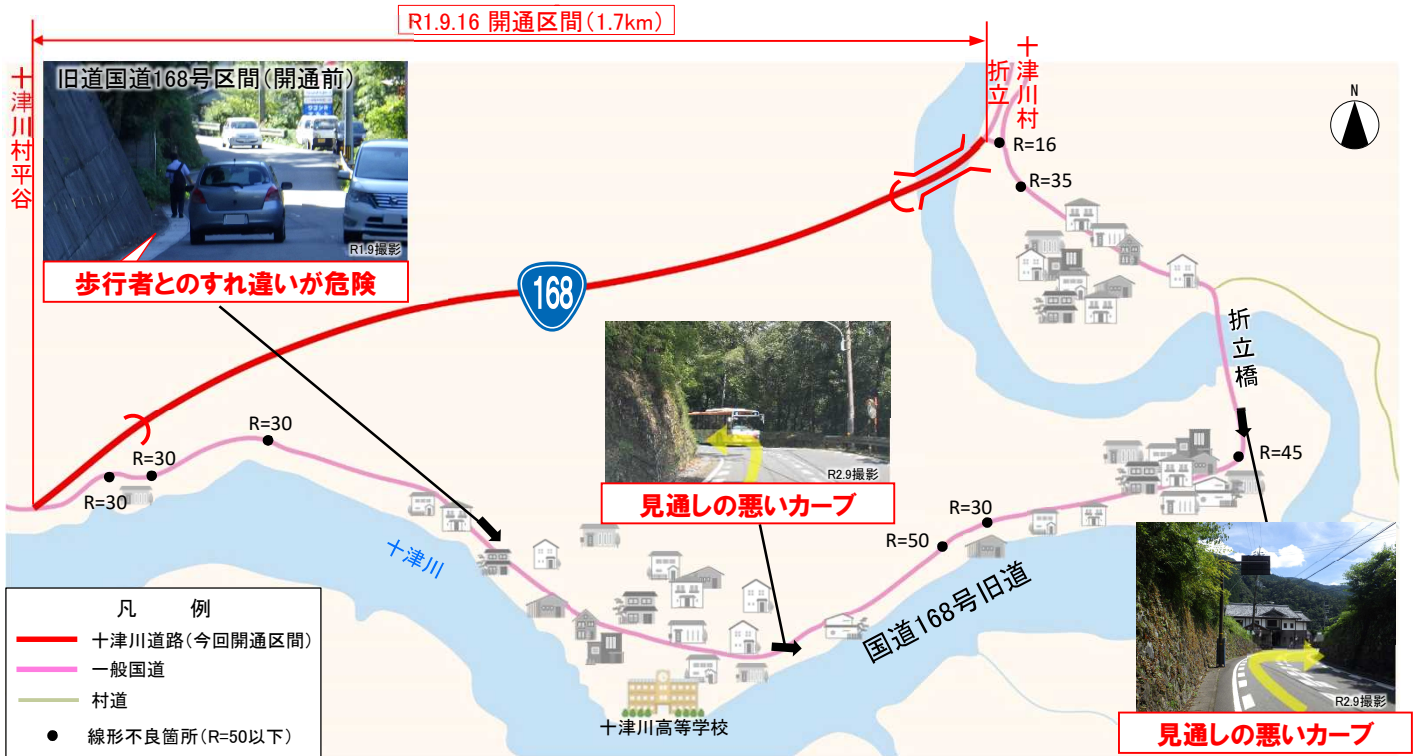 R1.9.16 開通区間(1.7km)
十津川村平谷
十津川村
折立
旧道国道168号区間(開通前)
R1.9撮影
歩行者とのすれ違いが危険
N
R=16
R=35
168
折立橋
R2.9撮影
見通しの悪いカーブ
R=30
R=30
R=30
R=45
R=30
R=50
十津川
国道168号旧道
十津川高等学校
R2.9撮影
見通しの悪いカーブ
凡 例
十津川道路(今回開通区間)
一般国道
村道
線形不良箇所(R=50以下)